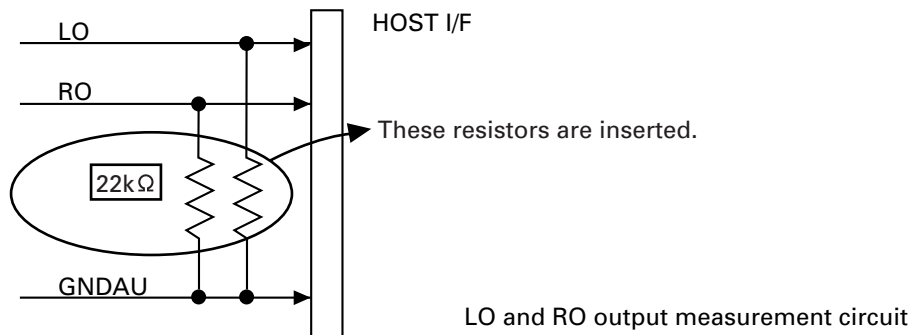 LO
HOST I/F
RO
These resistors are inserted.
22kΩ
GNDAU
LO and RO output measurement circuit